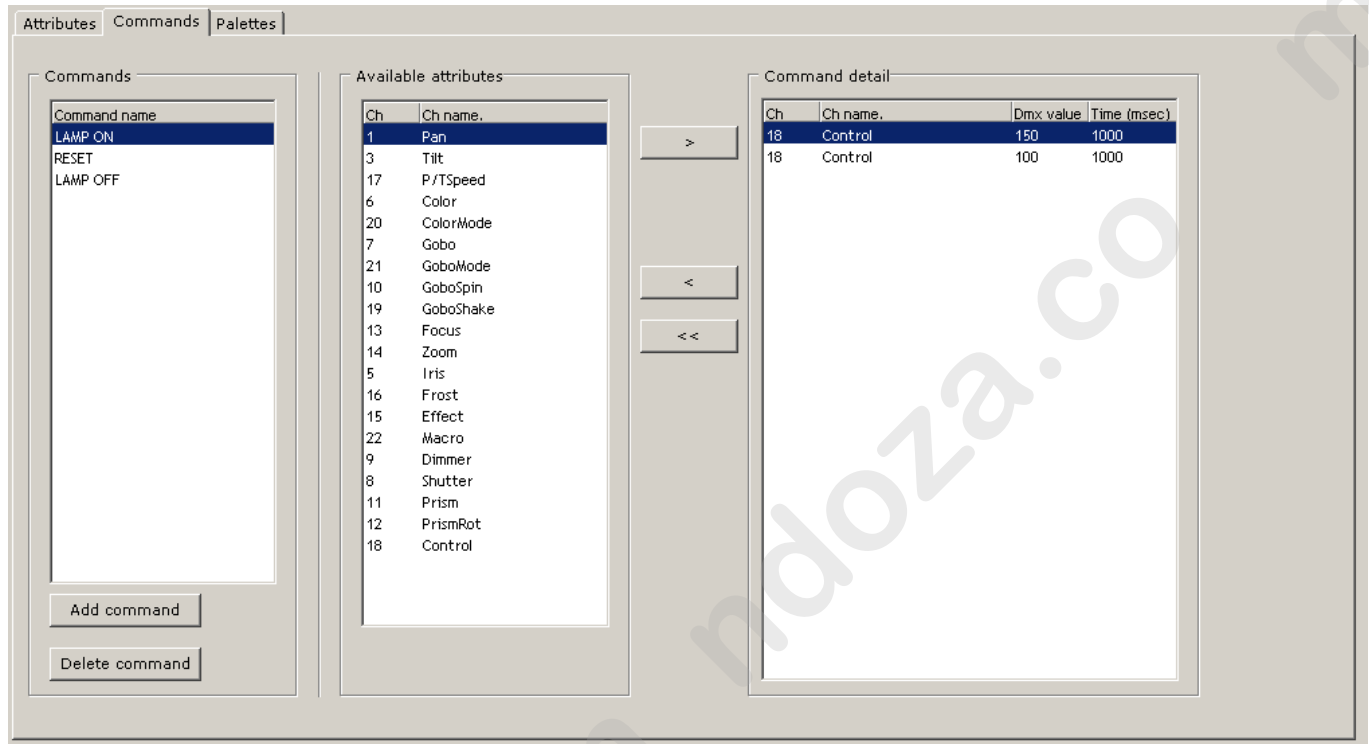 Attributes Commands Palettes
Commands
Command name
LAMP ON
RESET
LAMP OFF
Add command
Delete command
Available attributes
Ch Ch name.
1 Pan
3 Tilt
17 P/TSpeed
6 Color
20 ColorMode
7 Gobo
21 GoboMode
10 GoboSpin
19 GoboShake
13 Focus
14 Zoom
5 Iris
16 Frost
15 Effect
22 Macro
9 Dimmer
8 Shutter
11 Prism
12 PrismRot
18 Control
>
<
<<
Command detail
Ch Ch name. Dmx value Time (msec)
18 Control 150 1000
18 Control 100 1000
ndoza.co